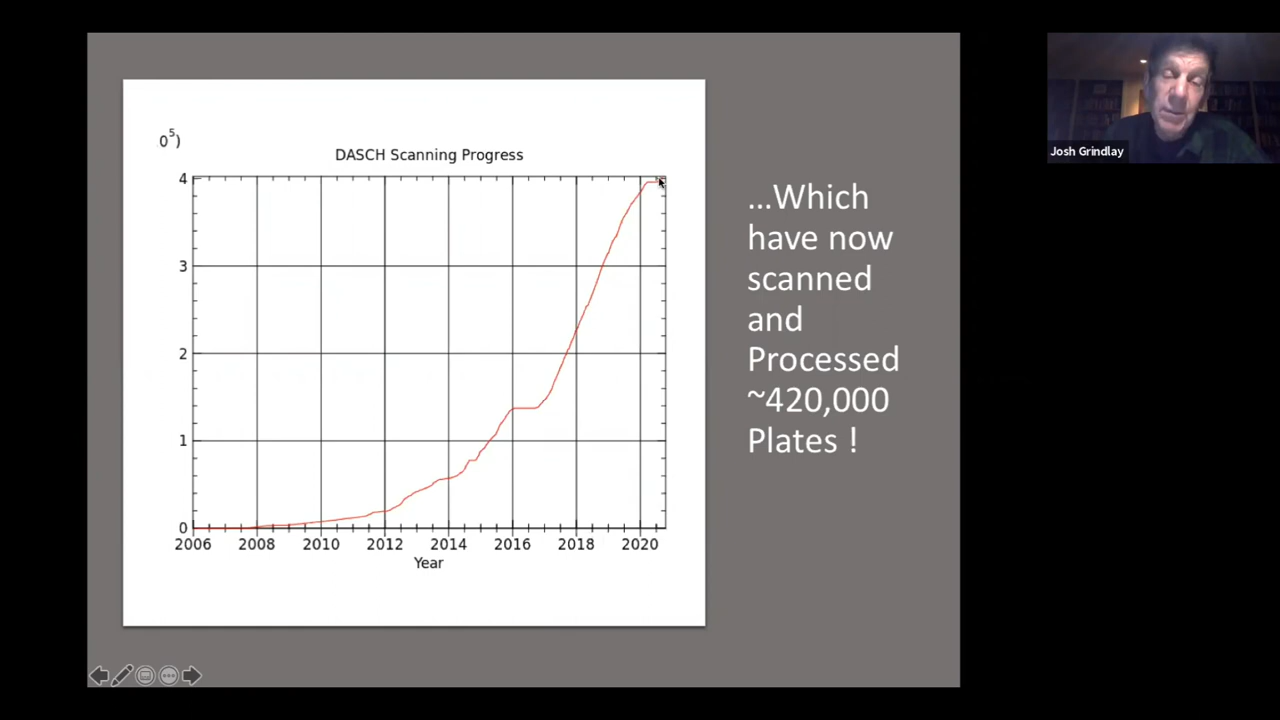 0⁵)
DASCH Scanning Progress
4
3
2
1
0
2006 2008 2010 2012 2014 2016 2018 2020
Year
...Which
have now
scanned
and
Processed
~420,000
Plates !
Josh Grindlay